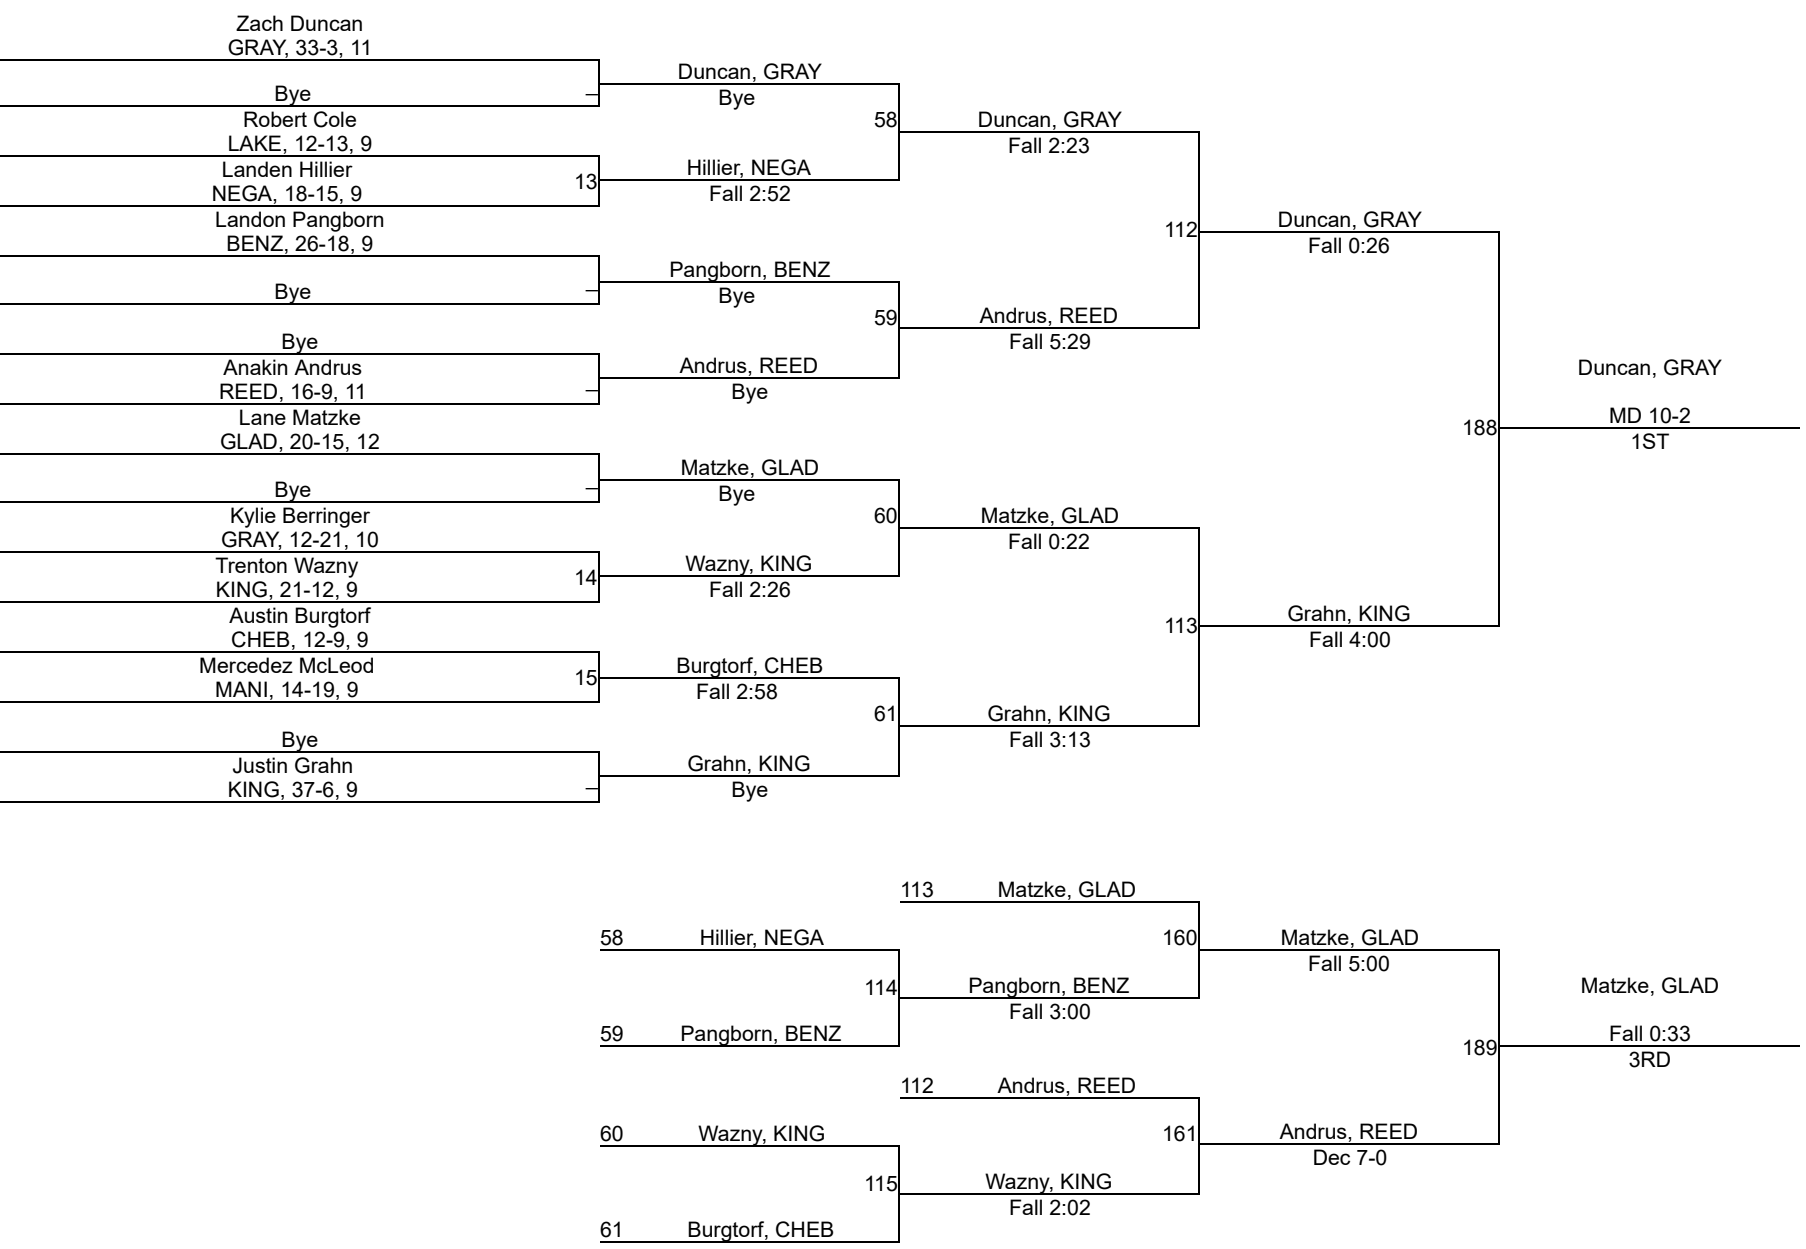 Zach Duncan
GRAY, 33-3, 11
Bye
Robert Cole
LAKE, 12-13, 9
Landen Hillier
NEGA, 18-15, 9
13
Landon Pangborn
BENZ, 26-18, 9
Bye
Bye
Anakin Andrus
REED, 16-9, 11
Lane Matzke
GLAD, 20-15, 12
Bye
Kylie Berringer
GRAY, 12-21, 10
Trenton Wazny
KING, 21-12, 9
14
Austin Burgtorf
CHEB, 12-9, 9
Mercedez McLeod
MANI, 14-19, 9
15
Bye
Justin Grahn
KING, 37-6, 9
Duncan, GRAY
Bye
58
Hillier, NEGA
Fall 2:52
Pangborn, BENZ
Bye
59
Andrus, REED
Bye
Matzke, GLAD
Bye
60
Wazny, KING
Fall 2:26
Burgtorf, CHEB
Fall 2:58
61
Grahn, KING
Bye
Duncan, GRAY
Fall 2:23
112
Andrus, REED
Fall 5:29
Matzke, GLAD
Fall 0:22
113
Grahn, KING
Fall 3:13
Duncan, GRAY
Fall 0:26
188
Grahn, KING
Fall 4:00
Duncan, GRAY
MD 10-2
1ST
58 Hillier, NEGA
114
59 Pangborn, BENZ
60 Wazny, KING
115
61 Burgtorf, CHEB
113 Matzke, GLAD
160
Pangborn, BENZ
Fall 3:00
112 Andrus, REED
161
Wazny, KING
Fall 2:02
Matzke, GLAD
Fall 5:00
189
Andrus, REED
Dec 7-0
Matzke, GLAD
Fall 0:33
3RD